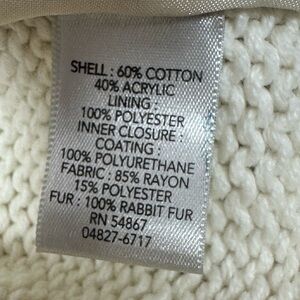 SHELL : 60% COTTON
40% ACRYLIC
LINING :
100% POLYESTER
INNER CLOSURE :
COATING :
100% POLYURETHANE
FABRIC : 85% RAYON
15% POLYESTER
FUR : 100% RABBIT FUR
RN 54867
04827-6717